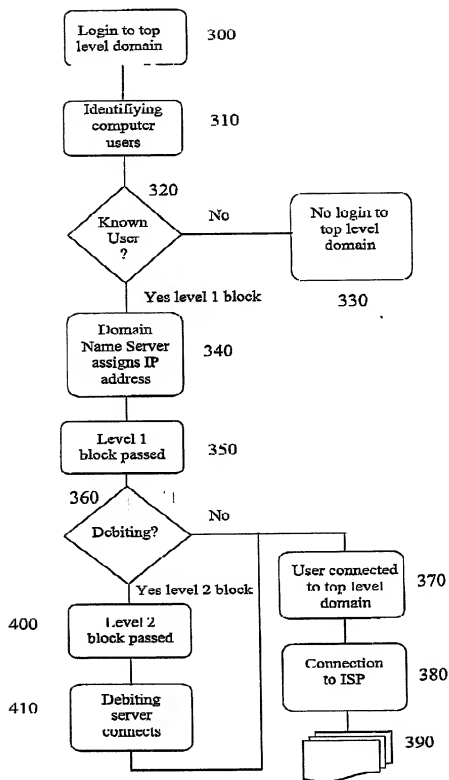 Login to top
level domain
300
Identifiying
computer
users
310
320
Known
User
?
No
No login to
top level
domain
330
Yes level 1 block
Domain
Name Server
assigns IP
address
340
Level 1
block passed
350
360
Debiting?
No
User connected
to top level
domain
370
Yes level 2 block
400
Level 2
block passed
Connection
to ISP
380
410
Debiting
server
connects
390